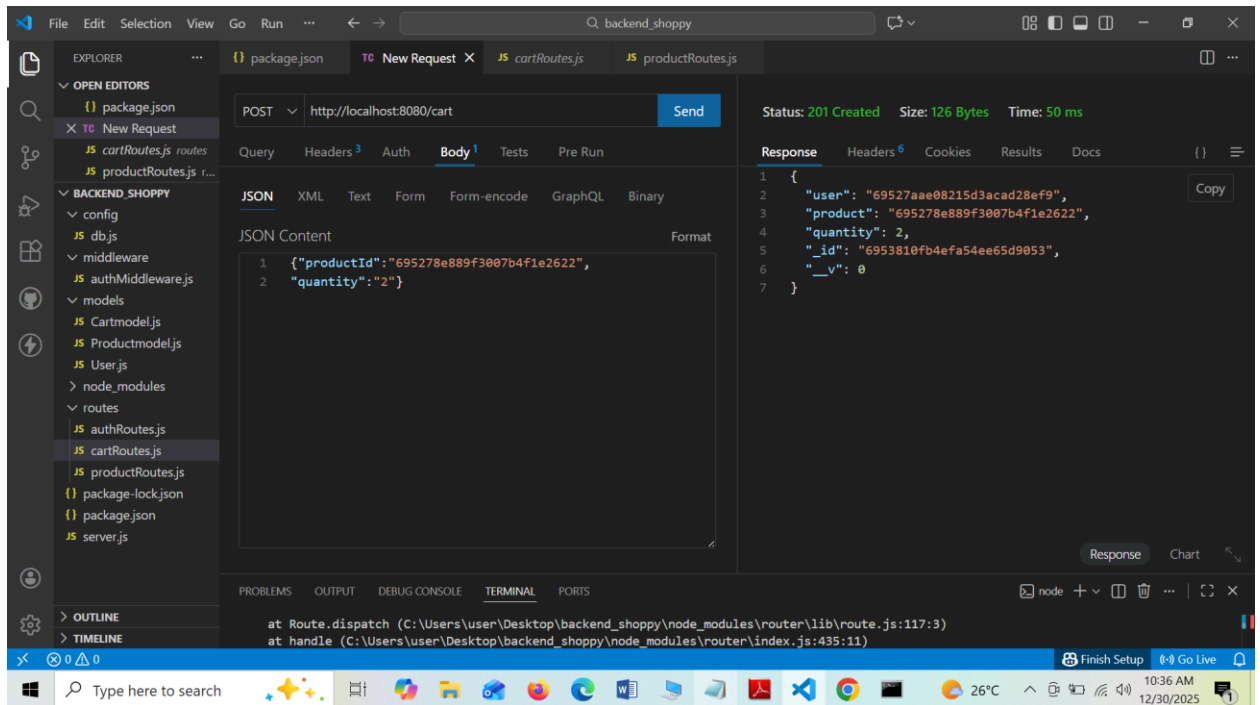 File Edit Selection View Go Run ··· backend_shoppy
EXPLORER ···
OPEN EDITORS
{} package.json
TC New Request
JS cartRoutes.js routes
JS productRoutes.js r...
BACKEND_SHOPPY
config
JS db.js
middleware
JS authMiddleware.js
models
JS Cartmodel.js
JS Productmodel.js
JS User.js
node_modules
routes
JS authRoutes.js
JS cartRoutes.js
JS productRoutes.js
{} package-lock.json
{} package.json
JS server.js
OUTLINE
TIMELINE
{} package.json TC New Request JS cartRoutes.js JS productRoutes.js ···
POST http://localhost:8080/cart Send
Query Headers 3 Auth Body 1 Tests Pre Run
JSON XML Text Form Form-encode GraphQL Binary
JSON Content Format
1 {"productId":"695278e889f3007b4f1e2622",
2 "quantity":"2"}
Status: 201 Created Size: 126 Bytes Time: 50 ms
Response Headers 6 Cookies Results Docs {}
Copy
1 {
2 "user": "69527aae08215d3acad28ef9",
3 "product": "695278e889f3007b4f1e2622",
4 "quantity": 2,
5 "_id": "6953810fb4efa54ee65d9053",
6 "__v": 0
7 }
Response Chart
PROBLEMS OUTPUT DEBUG CONSOLE TERMINAL PORTS node ···
at Route.dispatch (C:\Users\user\Desktop\backend_shoppy\node_modules\router\lib\route.js:117:3)
at handle (C:\Users\user\Desktop\backend_shoppy\node_modules\router\index.js:435:11)
0 0 Finish Setup Go Live
Type here to search 26°C 10:36 AM
12/30/2025
1